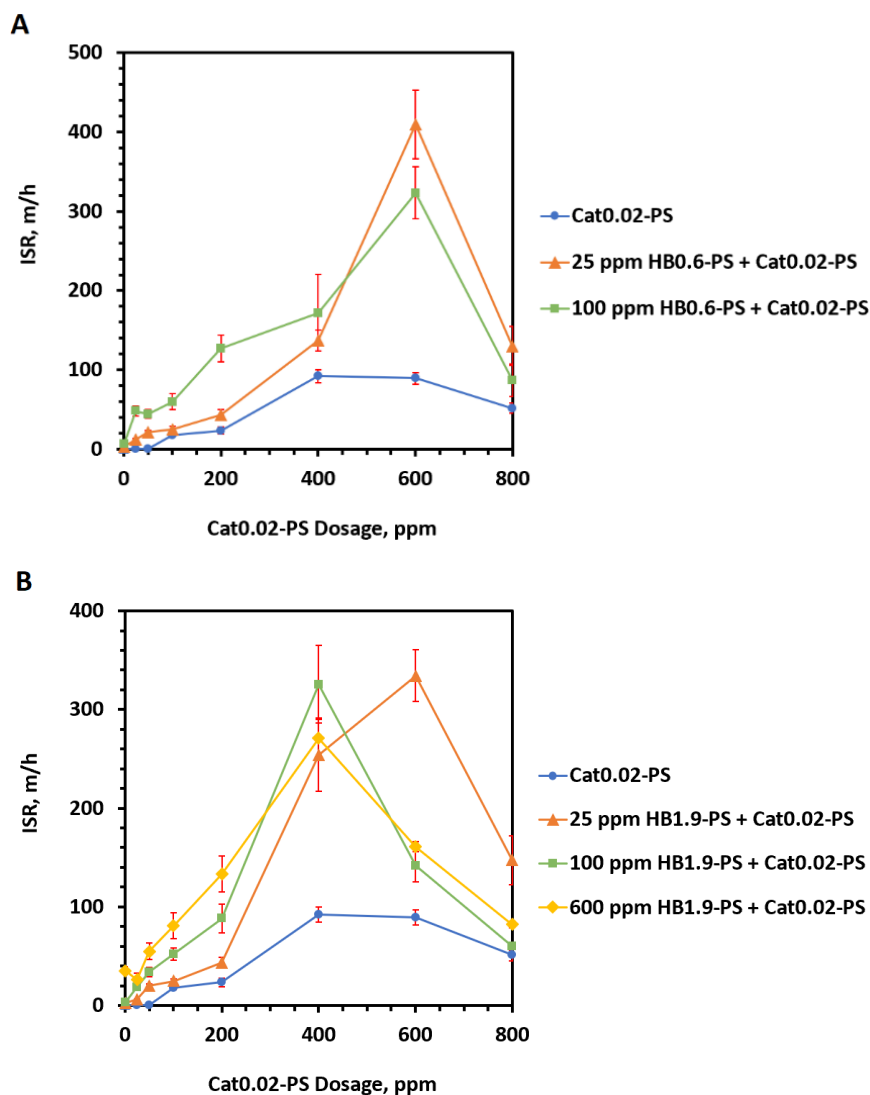 A
500
400
300
200
100
0
ISR, m/h
0 200 400 600 800
Cat0.02-PS Dosage, ppm
Cat0.02-PS
25 ppm HB0.6-PS + Cat0.02-PS
100 ppm HB0.6-PS + Cat0.02-PS
B
400
300
200
100
0
ISR, m/h
0 200 400 600 800
Cat0.02-PS Dosage, ppm
Cat0.02-PS
25 ppm HB1.9-PS + Cat0.02-PS
100 ppm HB1.9-PS + Cat0.02-PS
600 ppm HB1.9-PS + Cat0.02-PS